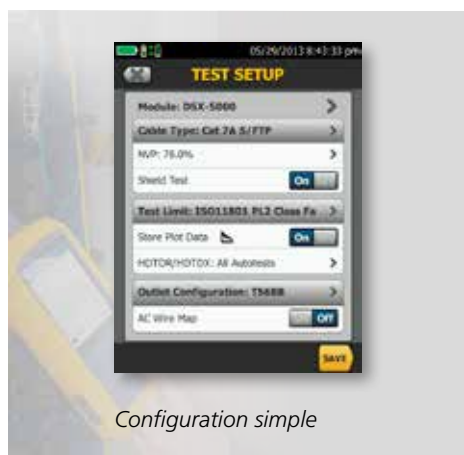 05/29/2013 8:43:33 pm
TEST SETUP
Module: DSX-5000
Cable Type: Cat 7A S/FTP
NVP: 76.0%
Shield Test
On
Test Limit: ISO11801 PL2 Class Fa
Store Plot Data
On
HDTDR/HDTDX: All Autotests
Outlet Configuration: T568B
AC Wire Map
Off
SAVE
Configuration simple